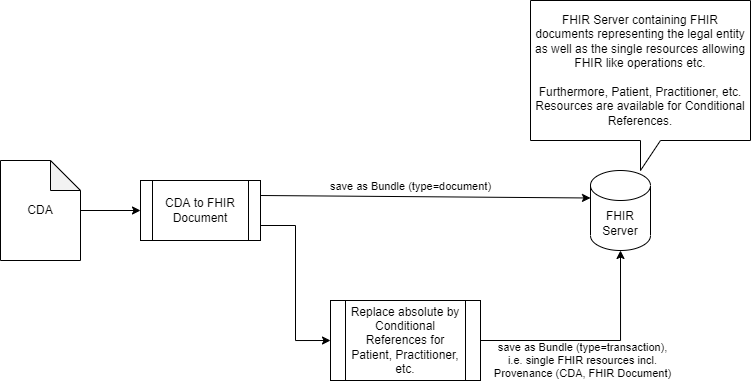 FHIR Server containing FHIR
documents representing the legal entity
as well as the single resources allowing
FHIR like operations etc.
Furthermore, Patient, Practitioner, etc.
Resources are available for Conditional
References.
CDA
CDA to FHIR
Document
save as Bundle (type=document)
FHIR
Server
Replace absolute by
Conditional
References for
Patient, Practitioner,
etc.
save as Bundle (type=transaction),
i.e. single FHIR resources incl.
Provenance (CDA, FHIR Document)